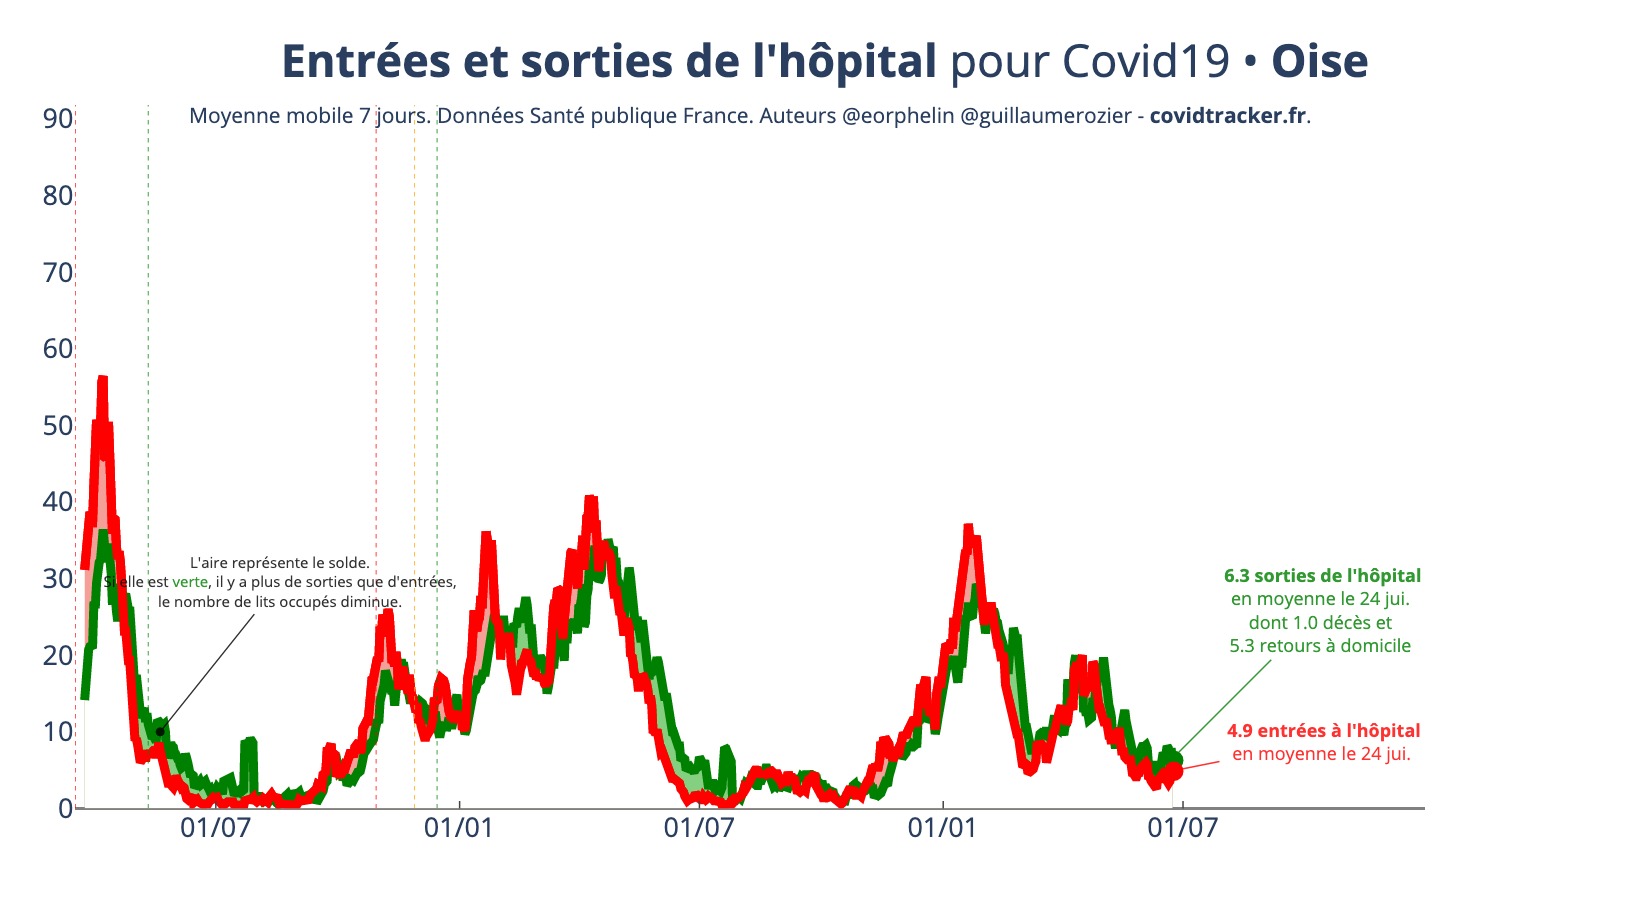 Entrées et sorties de l'hôpital pour Covid19 • Oise
Moyenne mobile 7 jours. Données Santé publique France. Auteurs @eorphelin @guillaumerozier - covidtracker.fr.
90
80
70
60
50
40
30
20
10
0
L'aire représente le solde.
Si elle est verte, il y a plus de sorties que d'entrées,
le nombre de lits occupés diminue.
6.3 sorties de l'hôpital
en moyenne le 24 jui.
dont 1.0 décès et
5.3 retours à domicile
4.9 entrées à l'hôpital
en moyenne le 24 jui.
01/07
01/01
01/07
01/01
01/07